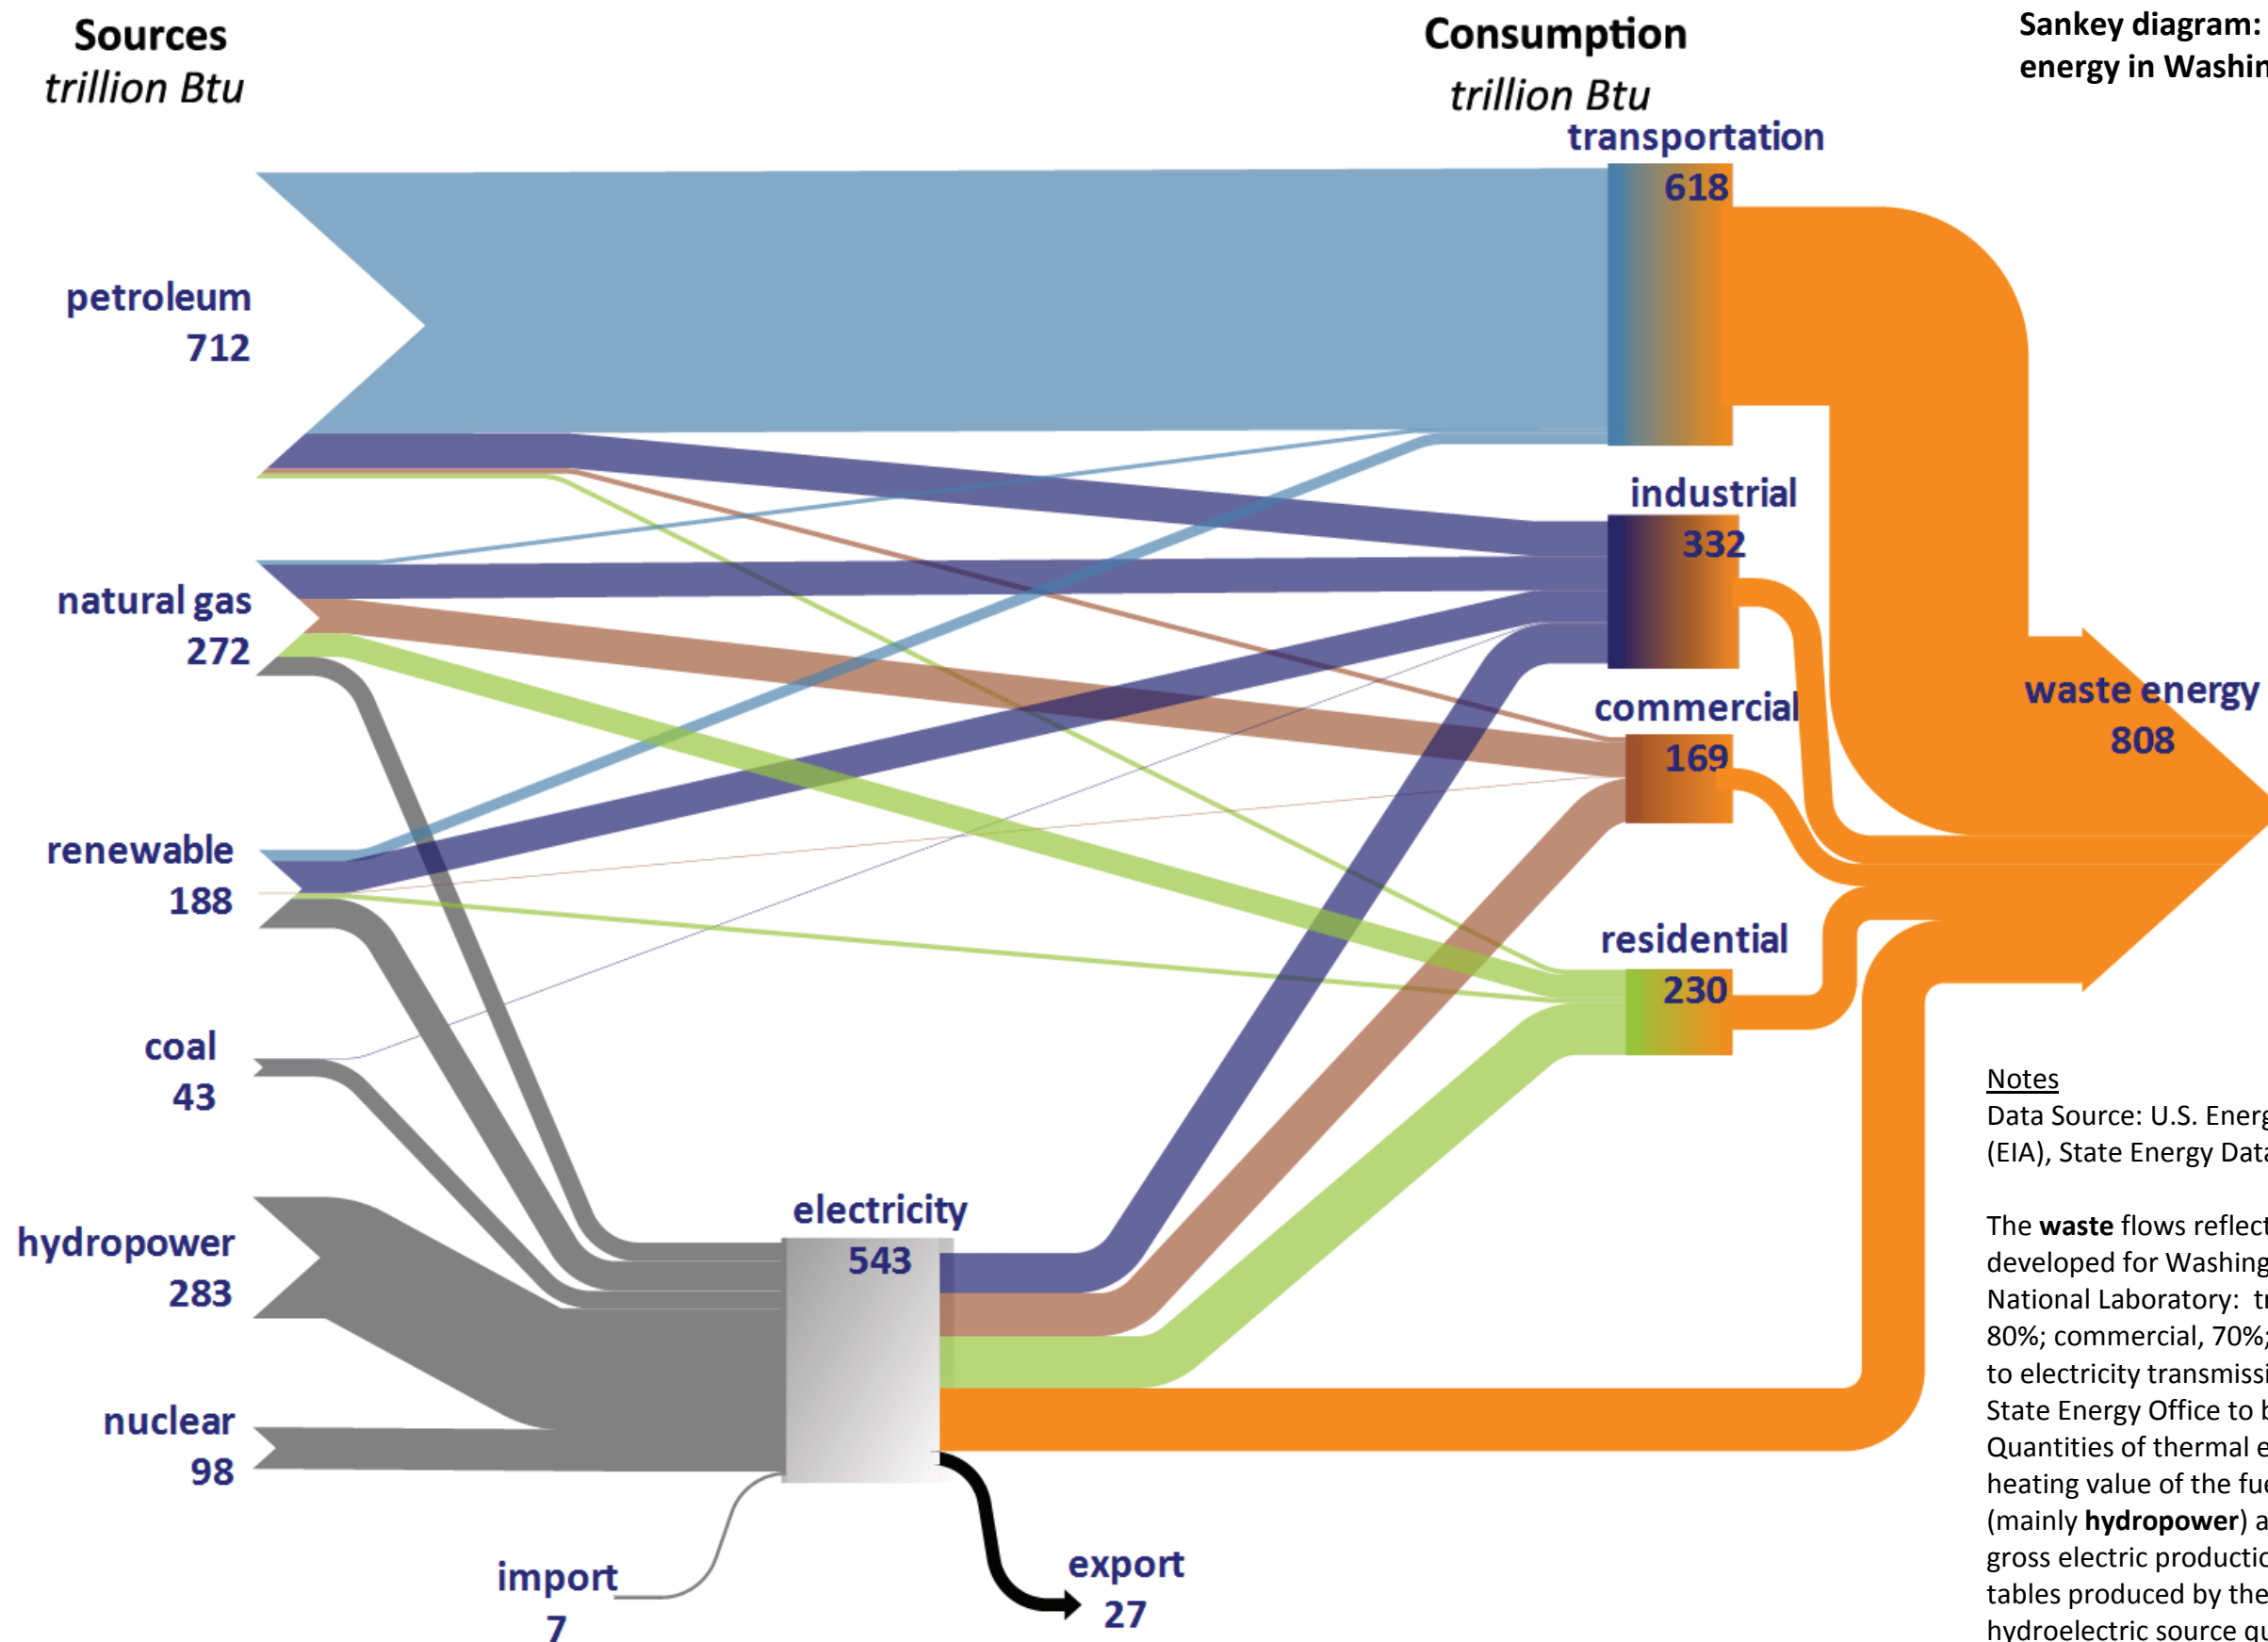 Sources
trillion Btu
Consumption
trillion Btu
Sankey diagram:
energy in Washin
transportation
618
petroleum
712
industrial
332
natural gas
272
commercial
169
waste energy
808
renewable
188
residential
230
coal
43
electricity
543
hydropower
283
nuclear
98
import
7
export
27
Notes
Data Source: U.S. Energ
(EIA), State Energy Data
The waste flows reflect
developed for Washing
National Laboratory: tr
80%; commercial, 70%;
to electricity transmissi
State Energy Office to b
Quantities of thermal e
heating value of the fue
(mainly hydropower) a
gross electric productio
tables produced by the
hydroelectric source qu